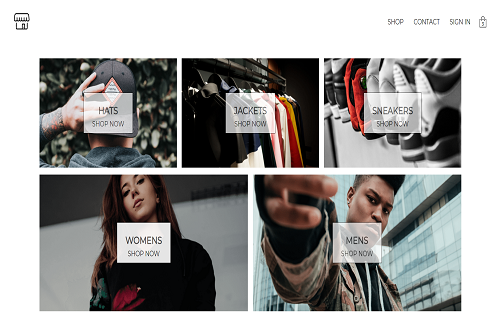 SHOP CONTACT SIGN IN
3
HATS
SHOP NOW
JACKETS
SHOP NOW
SNEAKERS
SHOP NOW
WOMENS
SHOP NOW
MENS
SHOP NOW